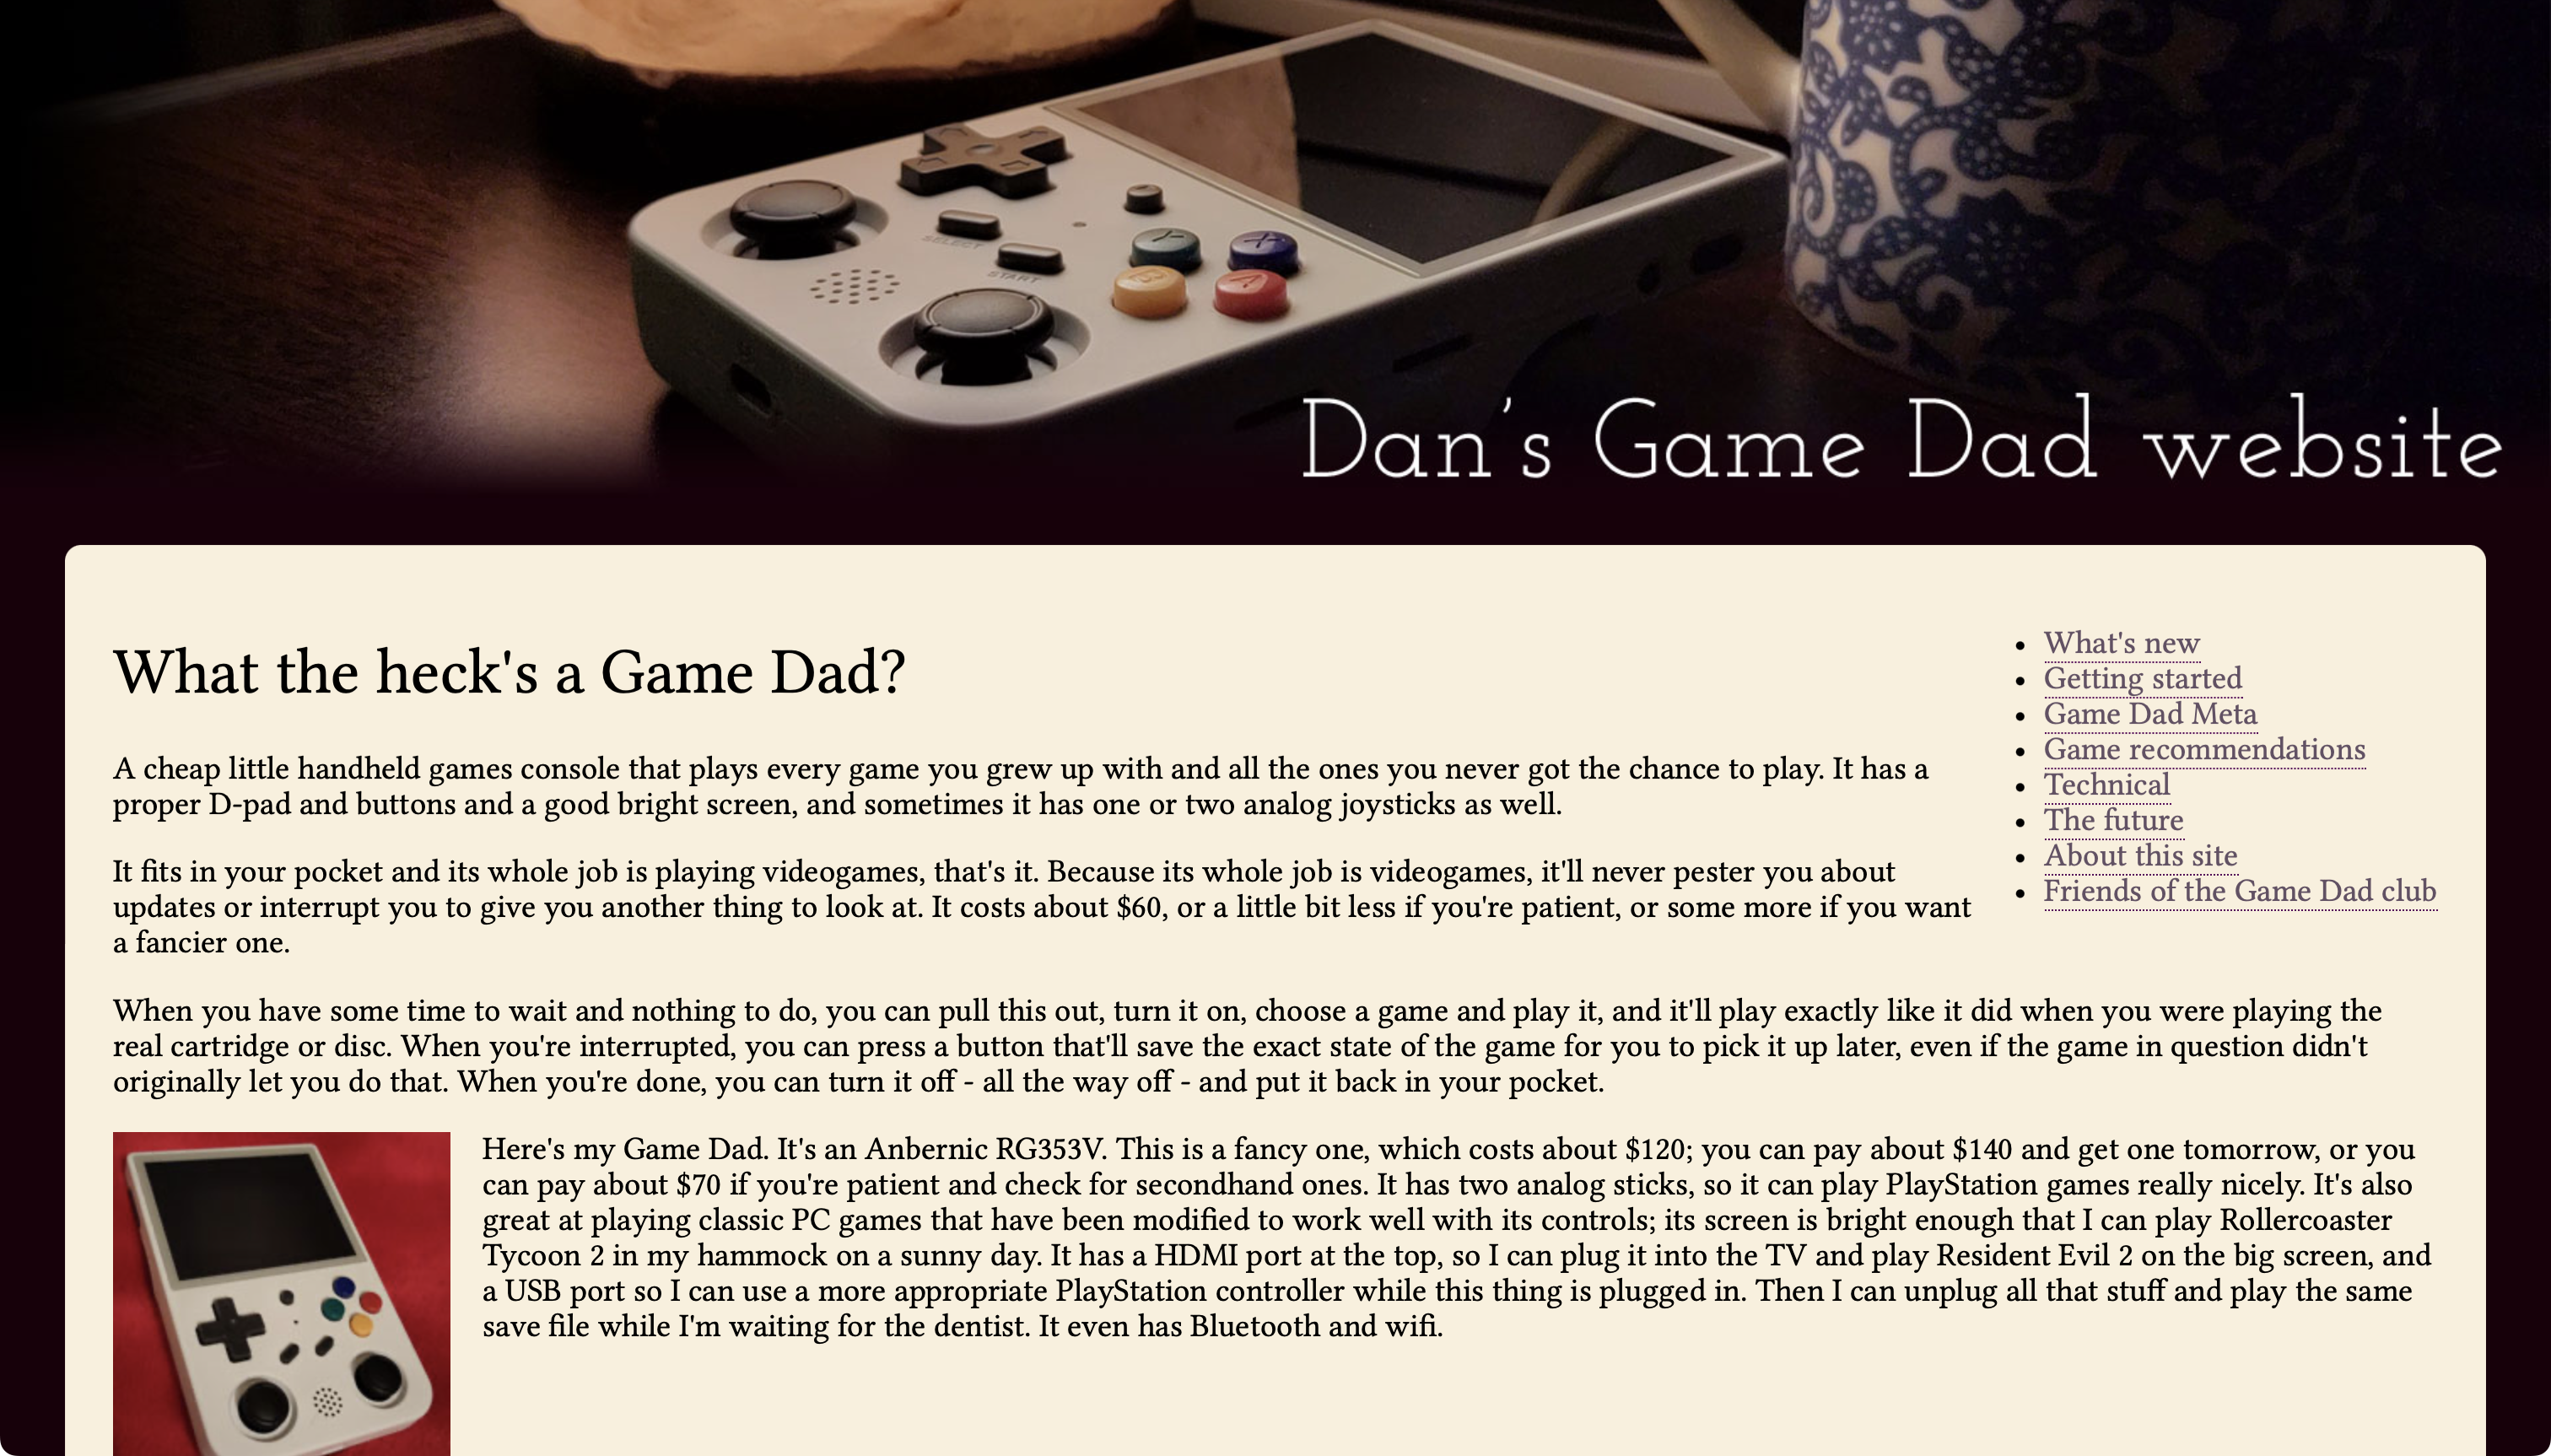 SELECT
START
Y
X
B
A
Dan's Game Dad website
What the heck's a Game Dad?
A cheap little handheld games console that plays every game you grew up with and all the ones you never got the chance to play. It has a
proper D-pad and buttons and a good bright screen, and sometimes it has one or two analog joysticks as well.
It fits in your pocket and its whole job is playing videogames, that's it. Because its whole job is videogames, it'll never pester you about
updates or interrupt you to give you another thing to look at. It costs about $60, or a little bit less if you're patient, or some more if you want
a fancier one.
When you have some time to wait and nothing to do, you can pull this out, turn it on, choose a game and play it, and it'll play exactly like it did when you were playing the
real cartridge or disc. When you're interrupted, you can press a button that'll save the exact state of the game for you to pick it up later, even if the game in question didn't
originally let you do that. When you're done, you can turn it off - all the way off - and put it back in your pocket.
Here's my Game Dad. It's an Anbernic RG353V. This is a fancy one, which costs about $120; you can pay about $140 and get one tomorrow, or you
can pay about $70 if you're patient and check for secondhand ones. It has two analog sticks, so it can play PlayStation games really nicely. It's also
great at playing classic PC games that have been modified to work well with its controls; its screen is bright enough that I can play Rollercoaster
Tycoon 2 in my hammock on a sunny day. It has a HDMI port at the top, so I can plug it into the TV and play Resident Evil 2 on the big screen, and
a USB port so I can use a more appropriate PlayStation controller while this thing is plugged in. Then I can unplug all that stuff and play the same
save file while I'm waiting for the dentist. It even has Bluetooth and wifi.
• What's new
• Getting started
• Game Dad Meta
• Game recommendations
• Technical
• The future
• About this site
• Friends of the Game Dad club